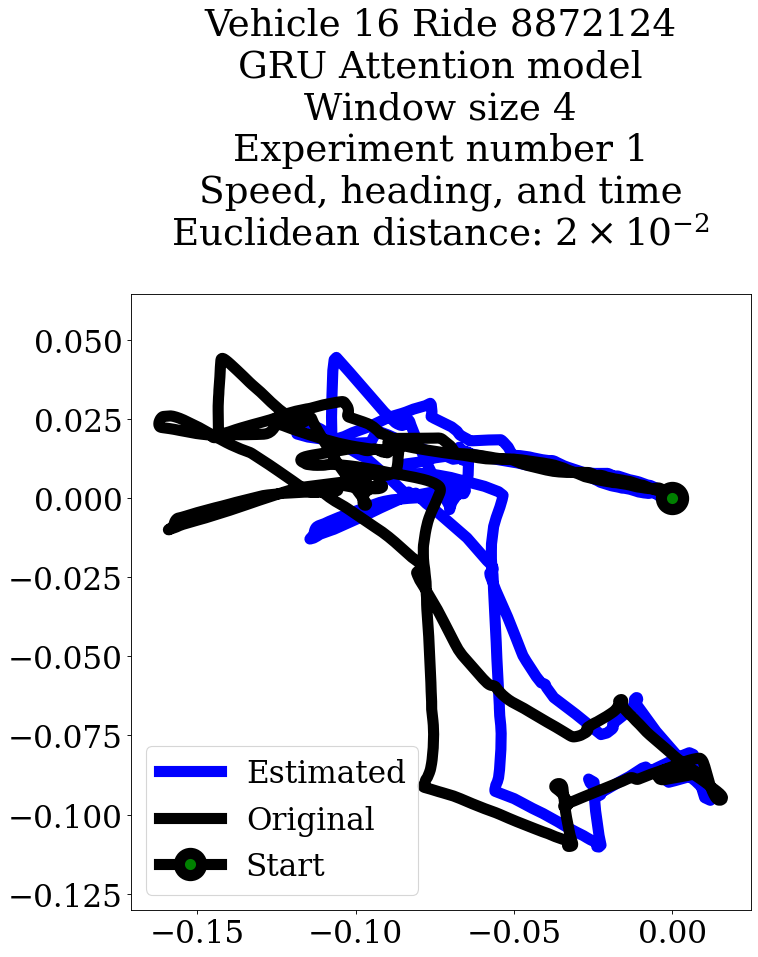 Vehicle 16 Ride 8872124
GRU Attention model
Window size 4
Experiment number 1
Speed, heading, and time
Euclidean distance: 2 × 10⁻²
0.050
0.025
0.000
−0.025
−0.050
−0.075
−0.100
−0.125
Estimated
Original
Start
−0.15 −0.10 −0.05 0.00